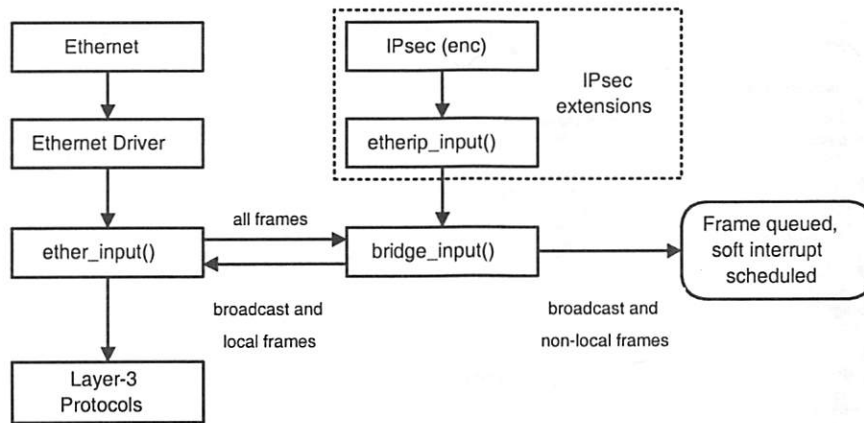 Ethernet
IPsec (enc)
IPsec
extensions
Ethernet Driver
etherip_input()
all frames
ether_input()
bridge_input()
Frame queued,
soft interrupt
scheduled
broadcast and
local frames
broadcast and
non-local frames
Layer-3
Protocols